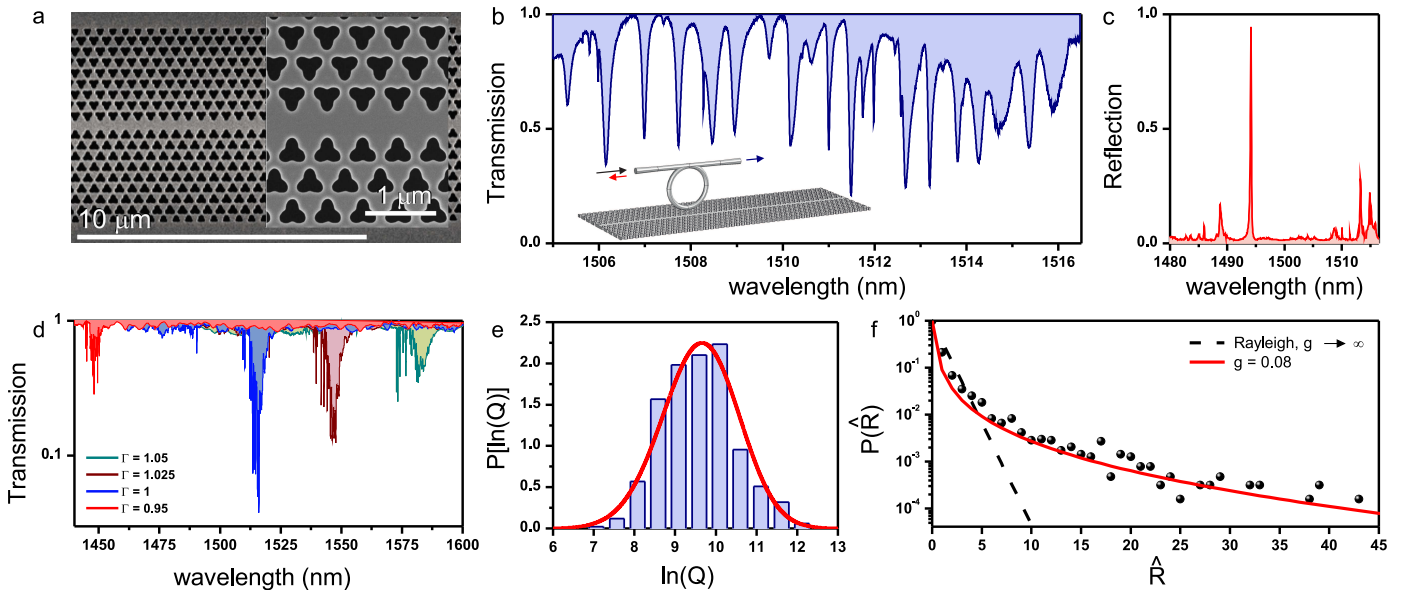 a
10 μm
1 μm
b
1.0
0.5
0.0
Transmission
1506
1508
1510
1512
1514
1516
wavelength (nm)
c
1.0
0.5
0.0
Reflection
1480
1490
1500
1510
wavelength (nm)
d
1
0.1
Transmission
Γ = 1.05
Γ = 1.025
Γ = 1
Γ = 0.95
1450
1500
1525
1550
1575
1600
wavelength (nm)
e
2.5
2.0
1.5
1.0
0.5
0.0
P[ln(Q)]
6
7
8
9
10
11
12
13
ln(Q)
f
10⁰
10⁻¹
10⁻²
10⁻³
10⁻⁴
P(R̂)
Rayleigh, g → ∞
g = 0.08
0
5
10
15
20
25
30
35
40
45
R̂